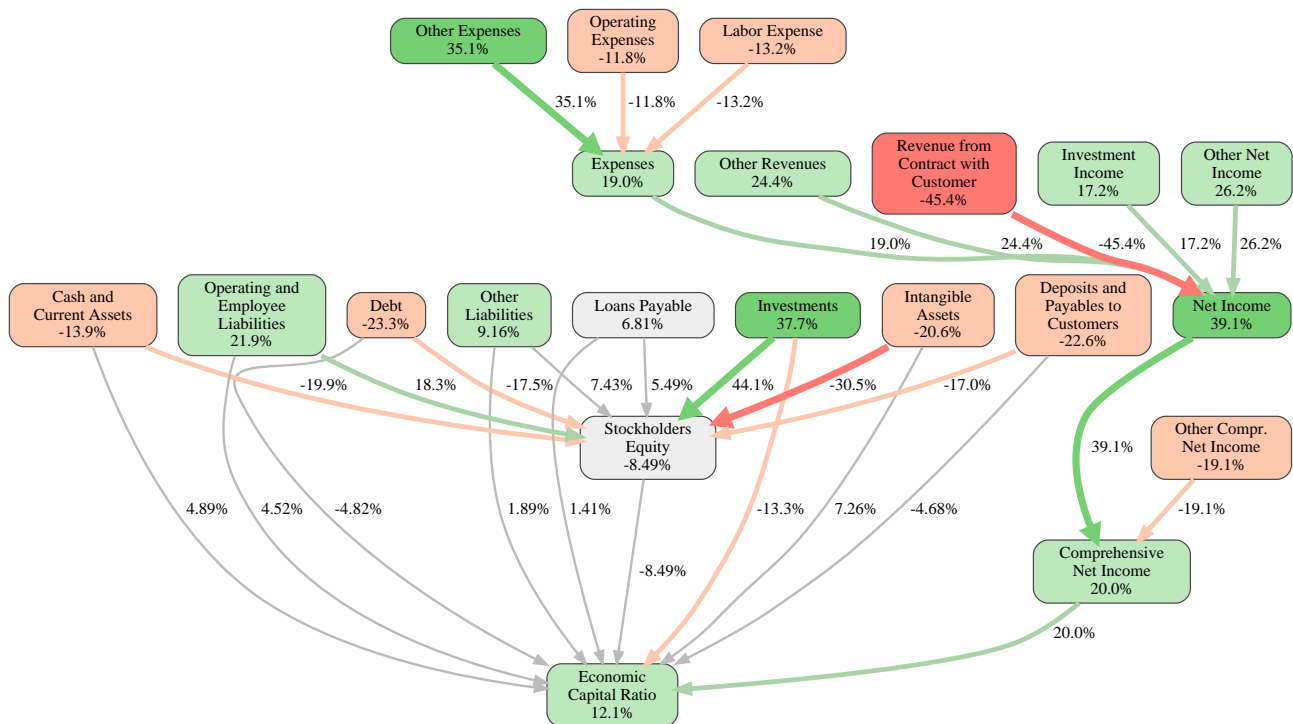 Other Expenses
35.1%
Operating
Expenses
-11.8%
Labor Expense
-13.2%
35.1%
-11.8%
-13.2%
Expenses
19.0%
Other Revenues
24.4%
Revenue from
Contract with
Customer
-45.4%
Investment
Income
17.2%
Other Net
Income
26.2%
19.0%
24.4%
-45.4%
17.2%
26.2%
Cash and
Current Assets
-13.9%
Operating and
Employee
Liabilities
21.9%
Debt
-23.3%
Other
Liabilities
9.16%
Loans Payable
6.81%
Investments
37.7%
Intangible
Assets
-20.6%
Deposits and
Payables to
Customers
-22.6%
Net Income
39.1%
-19.9%
18.3%
-17.5%
7.43%
5.49%
44.1%
-30.5%
-17.0%
Stockholders
Equity
-8.49%
39.1%
Other Compr.
Net Income
-19.1%
4.89%
4.52%
-4.82%
1.89%
1.41%
-13.3%
7.26%
-4.68%
-19.1%
-8.49%
Comprehensive
Net Income
20.0%
20.0%
Economic
Capital Ratio
12.1%